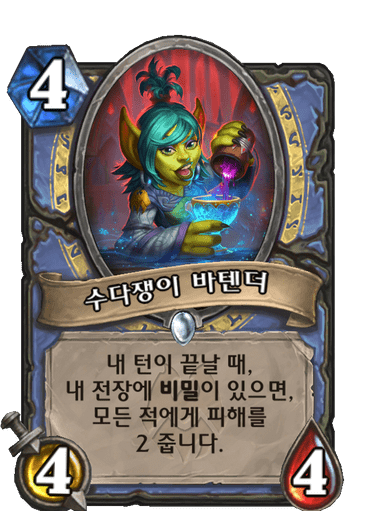 4
수다쟁이 바텐더
내 턴이 끝날 때,
내 전장에 비밀이 있으면,
모든 적에게 피해를
2 줍니다.
4
4